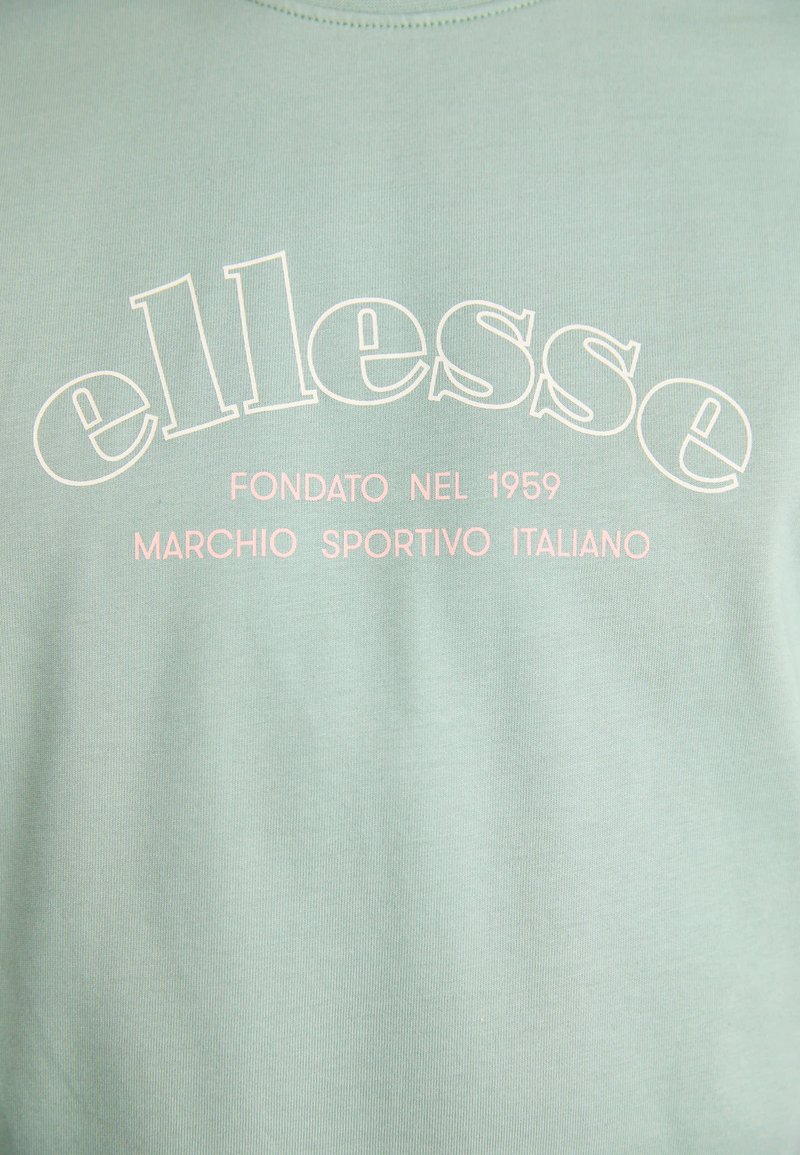 ellesse
FONDATO NEL 1959
MARCHIO SPORTIVO ITALIANO